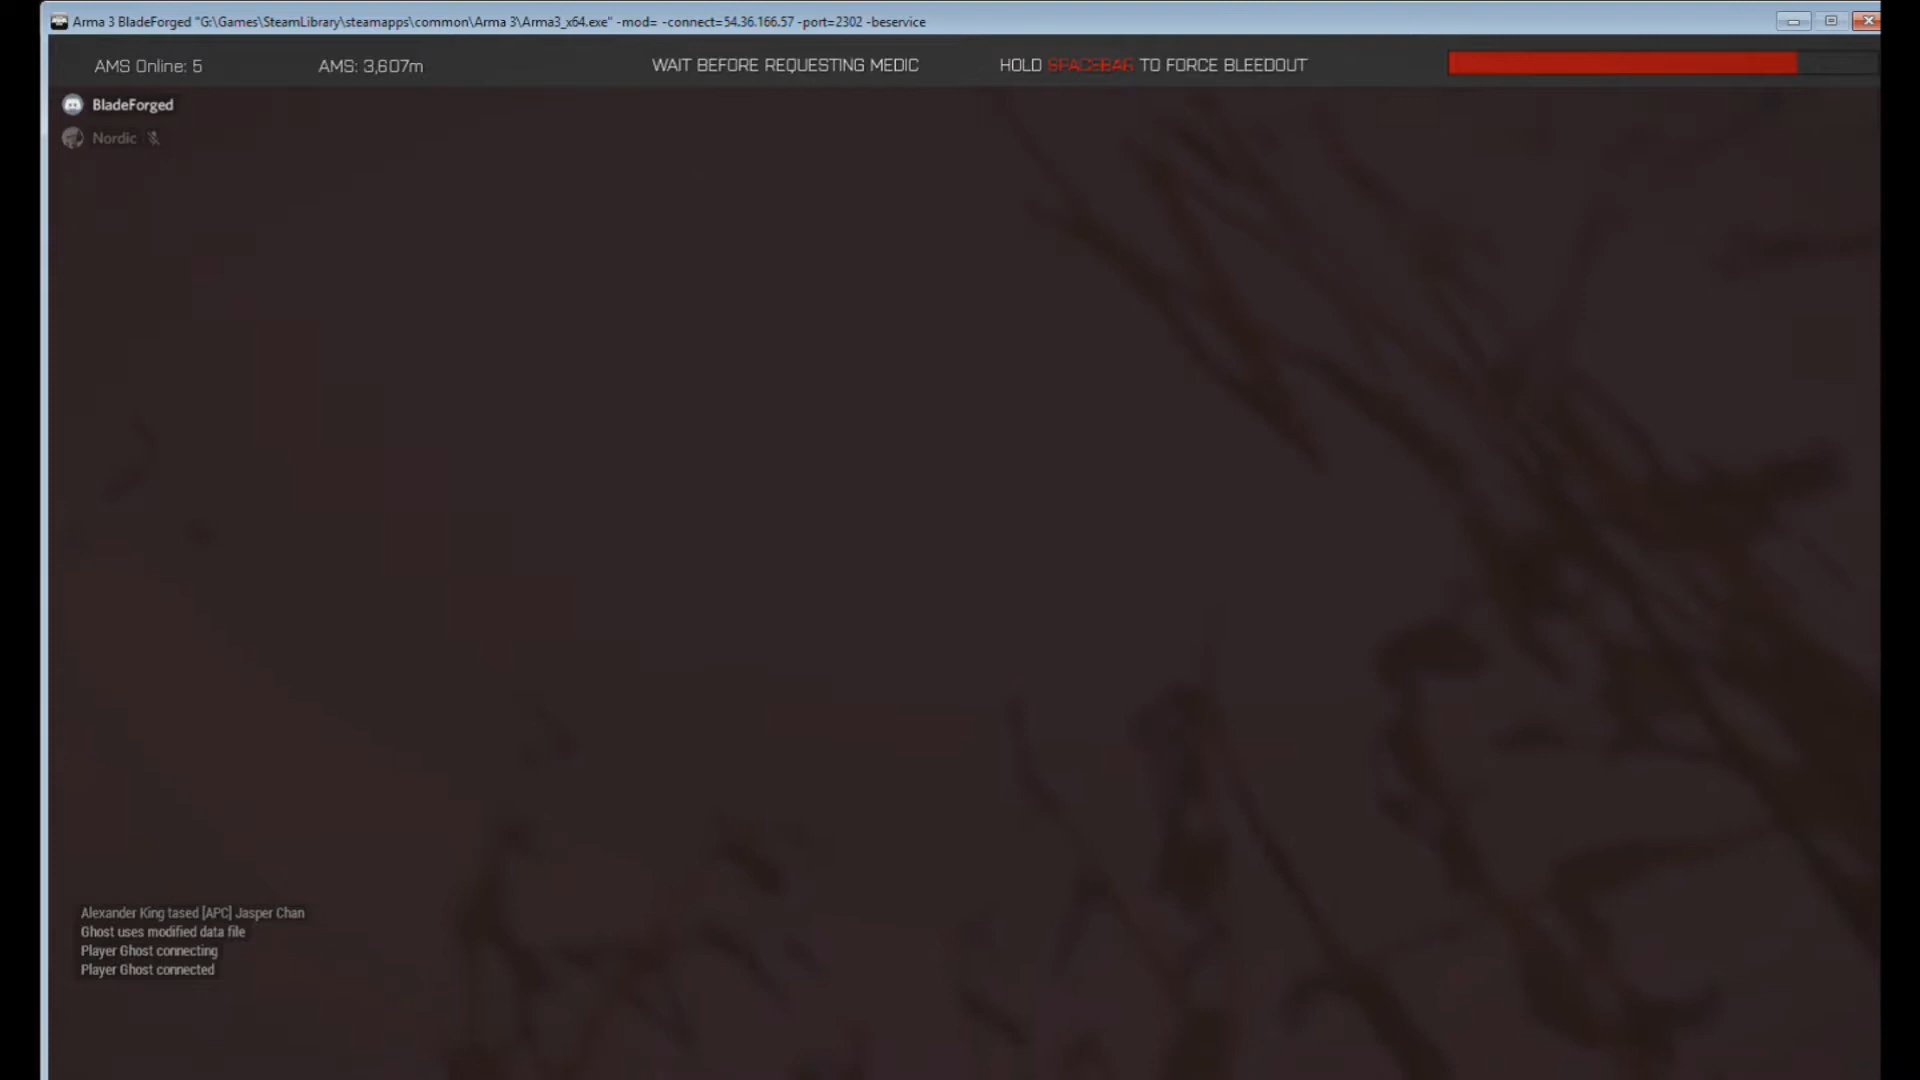 Arma 3 BladeForged "G:\Games\SteamLibrary\steamapps\common\Arma 3\Arma3_x64.exe" -mod= -connect=54.36.166.57 -port=2302 -beservice
AMS Online: 5 AMS: 3,607m WAIT BEFORE REQUESTING MEDIC HOLD SPACEBAR TO FORCE BLEEDOUT
BladeForged
Nordic
Alexander King tased [APC] Jasper Chan
Ghost uses modified data file
Player Ghost connecting
Player Ghost connected